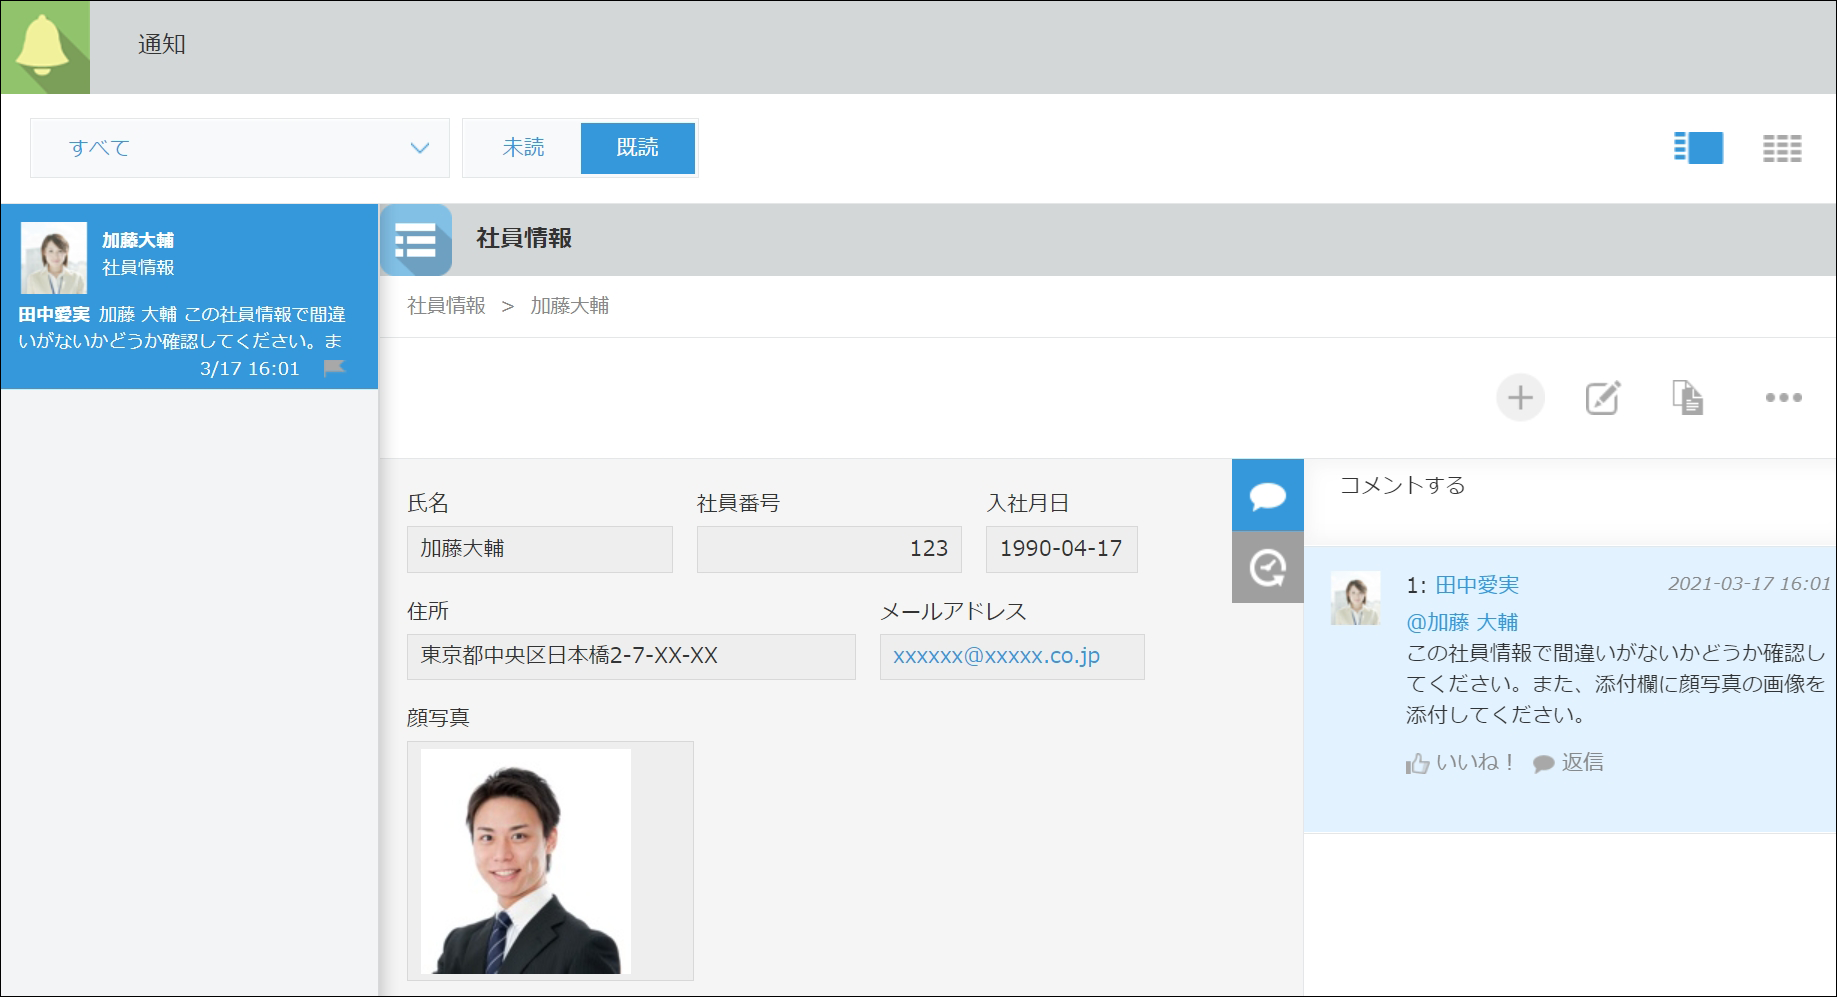 通知
すべて
未読
既読
加藤大輔
社員情報
田中愛実 加藤 大輔 この社員情報で間違
いがないかどうか確認してください。ま
3/17 16:01
社員情報
社員情報 > 加藤大輔
氏名
社員番号
入社月日
加藤大輔
123
1990-04-17
住所
メールアドレス
東京都中央区日本橋2-7-XX-XX
xxxxxx@xxxxx.co.jp
顔写真
コメントする
1: 田中愛実
2021-03-17 16:01
@加藤 大輔
この社員情報で間違いがないかどうか確認し
てください。また、添付欄に顔写真の画像を
添付してください。
いいね！ 返信